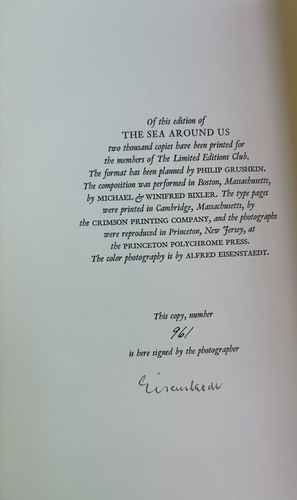 Of this edition of
THE SEA AROUND US
two thousand copies have been printed for
the members of The Limited Editions Club.
The format has been planned by PHILIP GRUSHKIN.
The composition was performed in Boston, Massachusetts,
by MICHAEL & WINIFRED BIXLER. The type pages
were printed in Cambridge, Massachusetts, by
the CRIMSON PRINTING COMPANY, and the photographs
were reproduced in Princeton, New Jersey, at
the PRINCETON POLYCHROME PRESS.
The color photography is by ALFRED EISENSTAEDT.
This copy, number
961
is here signed by the photographer
Eisenstaedt